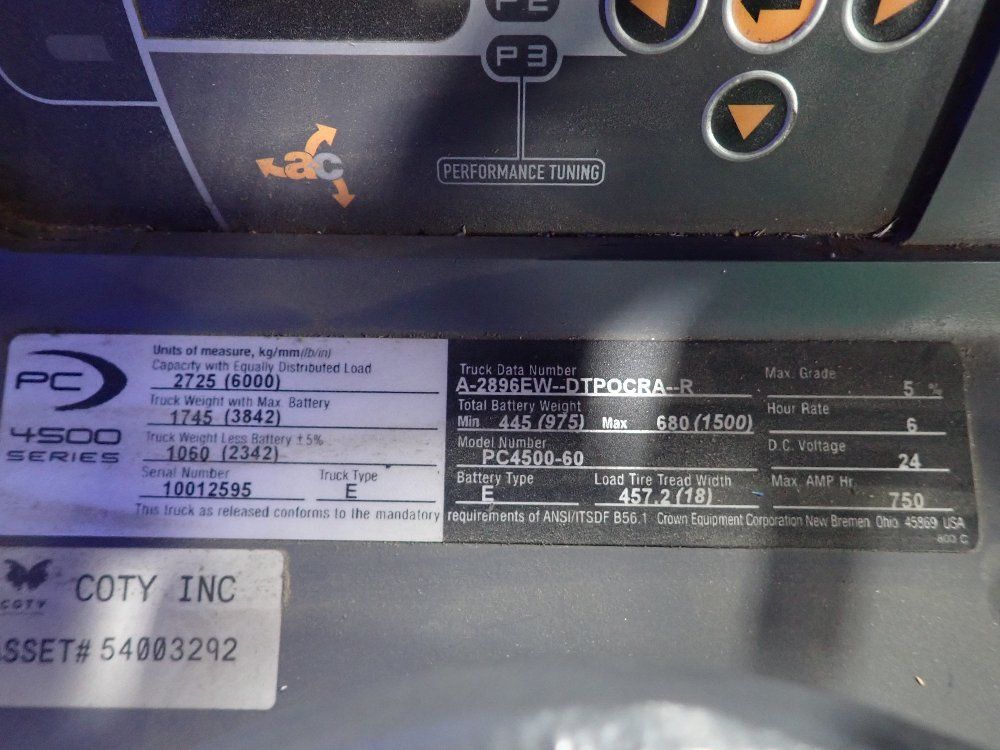 P2
P3
ac
PERFORMANCE TUNING
PC
4500
SERIES
Units of measure, kg/mm(lb/in)
Capacity with Equally Distributed Load
2725 (6000)
Truck Weight with Max. Battery
1745 (3842)
Truck Weight Less Battery ±5%
1060 (2342)
Serial Number Truck Type
10012595 E
Truck Data Number
A-2896EW--DTPOCRA--R
Total Battery Weight
Min 445 (975) Max 680 (1500)
Model Number
PC4500-60
Battery Type Load Tire Tread Width
E 457.2 (18)
Max. Grade
5 %
Hour Rate
6
D.C. Voltage
24
Max. AMP Hr.
750
This truck as released conforms to the mandatory requirements of ANSI/ITSDF B56.1 Crown Equipment Corporation New Bremen, Ohio 45869 USA
800 C
COTY
COTY INC
ASSET# 54003292